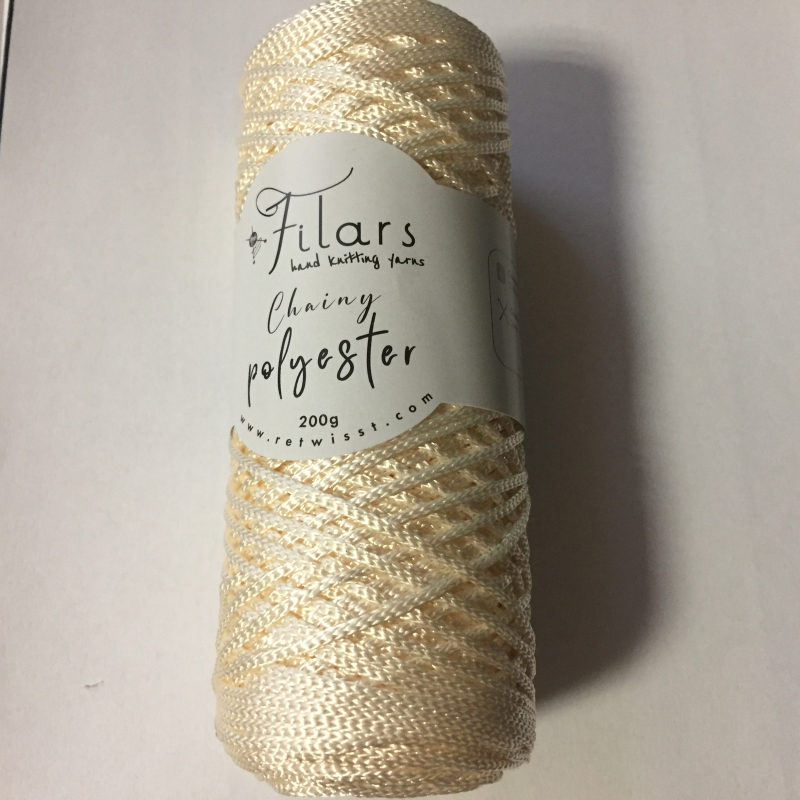 Filars
hand knitting yarns
Chainy
polyester
200g
www.retwisst.com